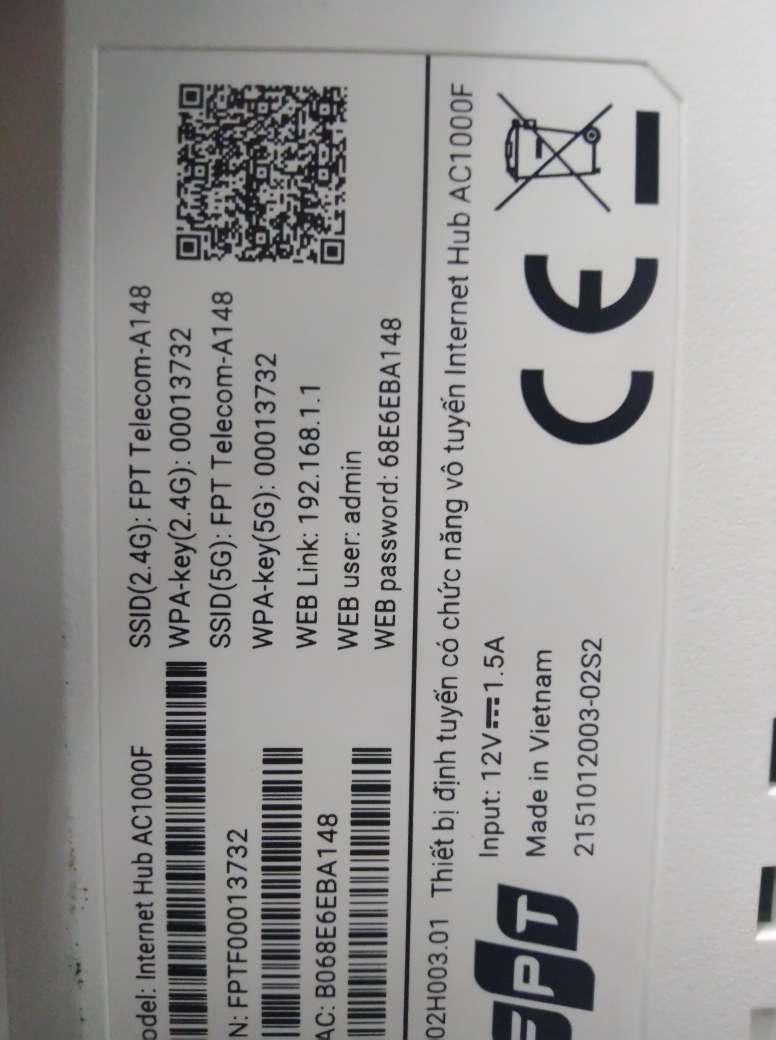 odel: Internet Hub AC1000F
N: FPTF00013732
AC: B068E6EBA148
SSID(2.4G): FPT Telecom-A148
WPA-key(2.4G): 00013732
SSID(5G): FPT Telecom-A148
WPA-key(5G): 00013732
WEB Link: 192.168.1.1
WEB user: admin
WEB password: 68E6EBA148
02H003.01 Thiết bị định tuyến có chức năng vô tuyến Internet Hub AC1000F
FPT
Input: 12V⎓1.5A
Made in Vietnam
2151012003-02S2
CE